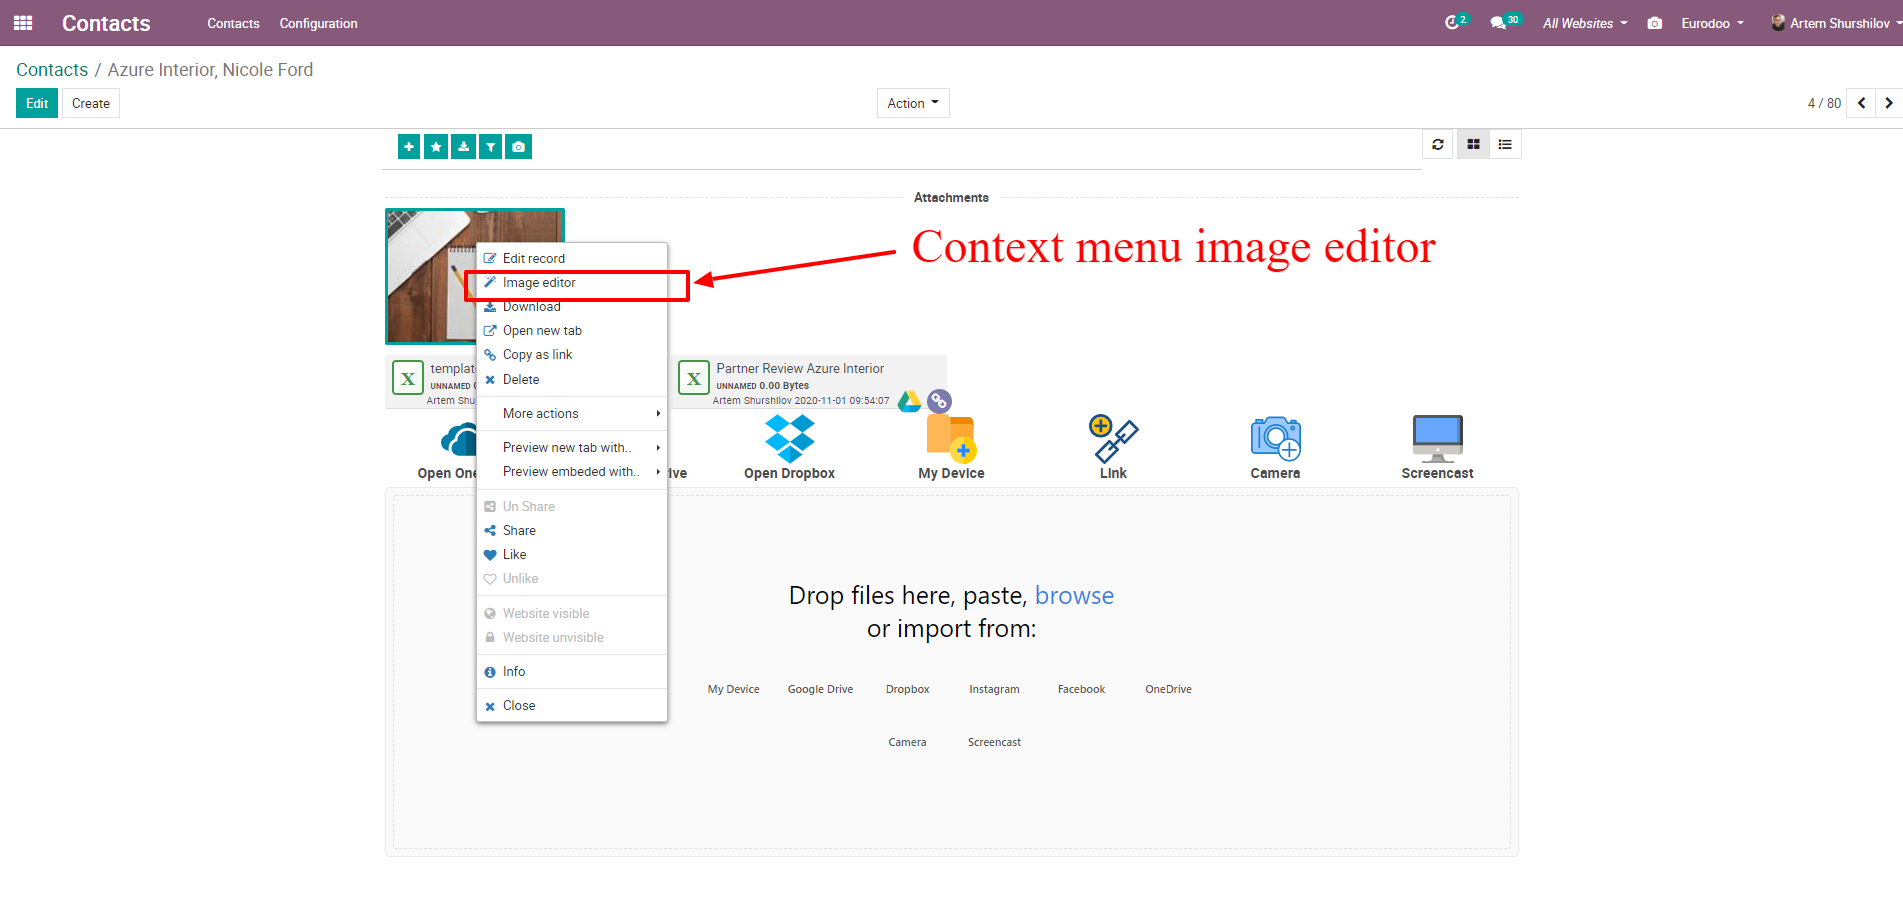 Contacts
Contacts
Configuration
2
30
All Websites
Eurodoo
Artem Shurshilov
Contacts / Azure Interior, Nicole Ford
Edit
Create
Action
4 / 80
Attachments
Context menu image editor
Edit record
Image editor
Download
Open new tab
Copy as link
Delete
More actions
Preview new tab with..
Preview embeded with..
Un Share
Share
Like
Unlike
Website visible
Website unvisible
Info
Close
X
templat
UNNAMED
Artem Shu
X
Partner Review Azure Interior
UNNAMED 0.00 Bytes
Artem Shurshilov 2020-11-01 09:54:07
Open One
ive
Open Dropbox
My Device
Link
Camera
Screencast
Drop files here, paste, browse
or import from:
My Device
Google Drive
Dropbox
Instagram
Facebook
OneDrive
Camera
Screencast